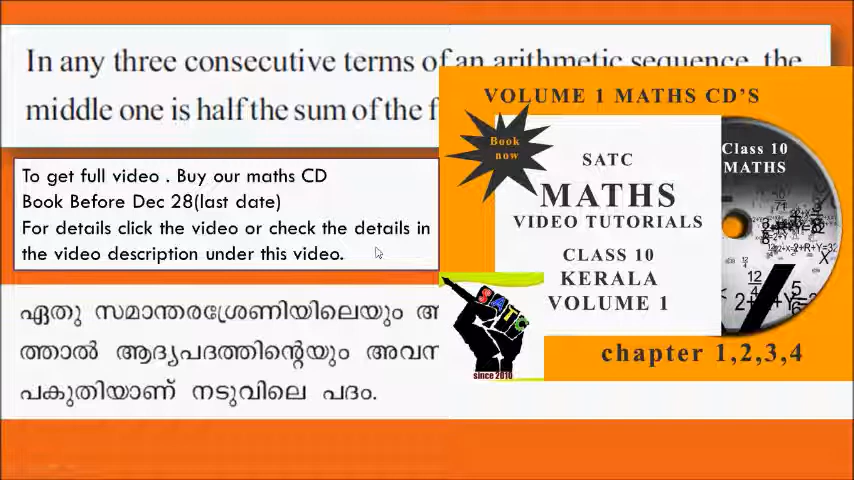 In any three consecutive terms of an arithmetic sequence, the
middle one is half the sum of the f
To get full video . Buy our maths CD
Book Before Dec 28(last date)
For details click the video or check the details in
the video description under this video.
ഏതു സമാന്തരശ്രേണിയിലെയും
ത്താൽ ആദ്യപദത്തിന്റെയും
പകുതിയാണ് നടുവിലെ പദം.
VOLUME 1 MATHS CD'S
Book
now
SATC
MATHS
VIDEO TUTORIALS
CLASS 10
KERALA
VOLUME 1
Class 10
MATHS
SATC
since 2010
chapter 1,2,3,4